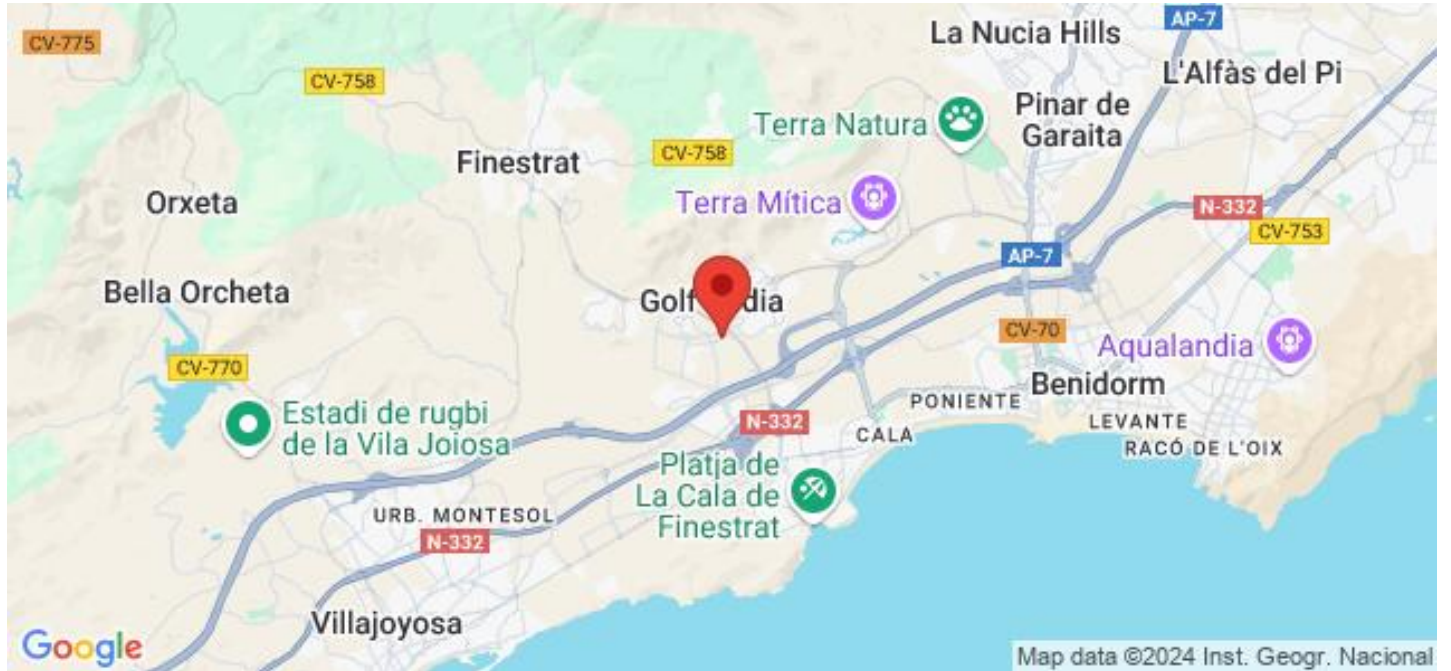 CV-775
CV-758
La Nucia Hills
AP-7
L'Alfàs del Pi
Terra Natura
Pinar de
Garaita
Finestrat
CV-758
Orxeta
Terra Mítica
N-332
CV-753
AP-7
Bella Orcheta
Golf
dia
CV-70
Aqualandia
CV-770
Benidorm
Estadi de rugbi
de la Vila Joiosa
PONIENTE
LEVANTE
N-332
CALA
RACÓ DE L'OIX
Platja de
La Cala de
Finestrat
URB. MONTESOL
N-332
Villajoyosa
Google
Map data ©2024 Inst. Geogr. Nacional